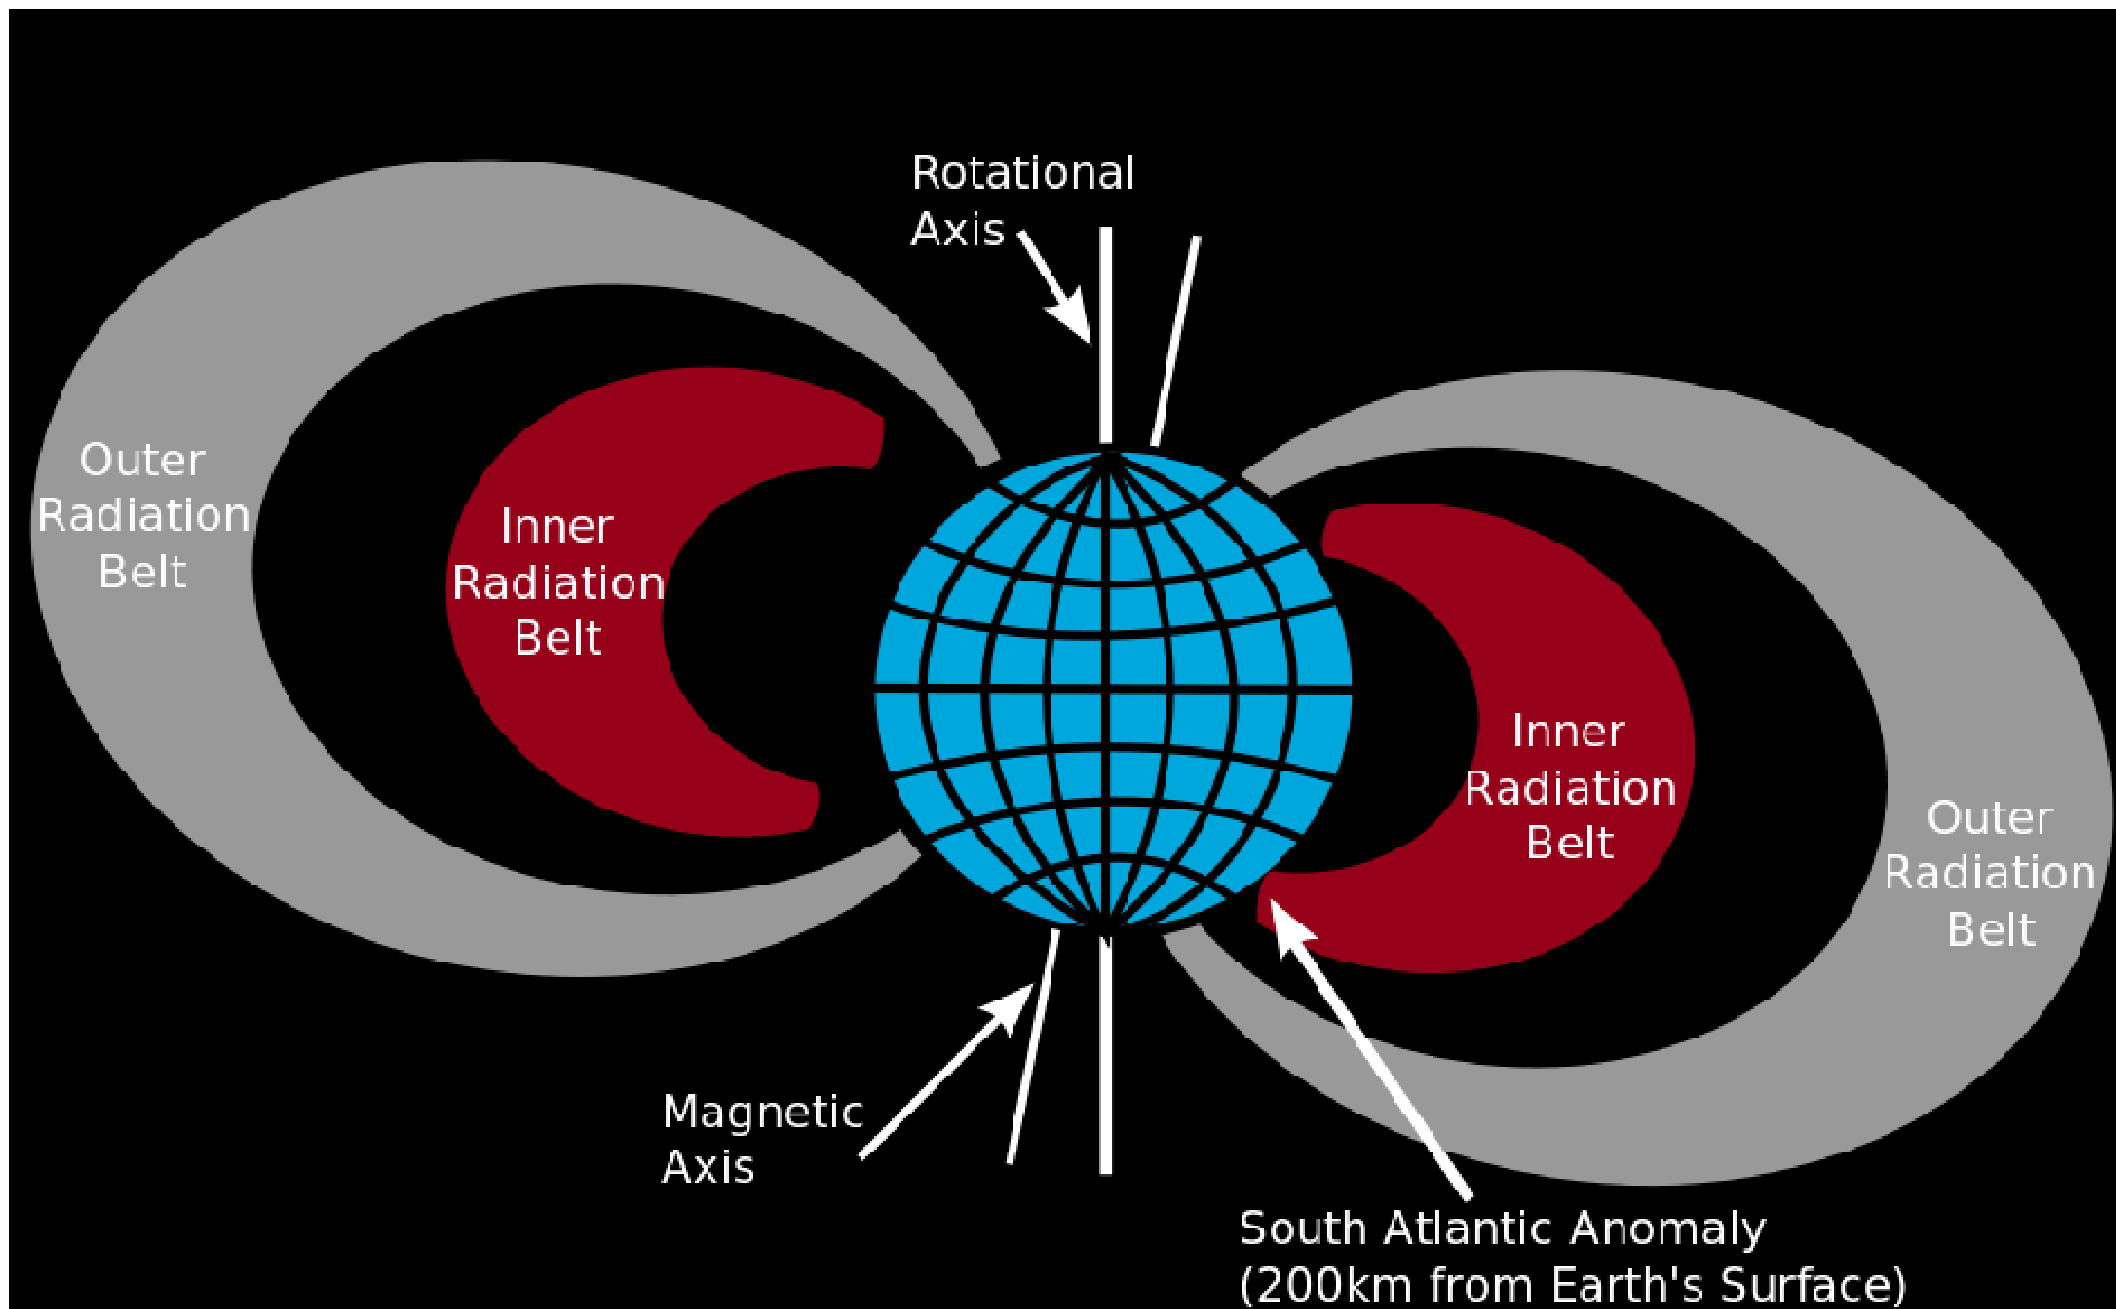 Rotational
Axis
Outer
Radiation
Belt
Inner
Radiation
Belt
Inner
Radiation
Belt
Outer
Radiation
Belt
Magnetic
Axis
South Atlantic Anomaly
(200km from Earth's Surface)